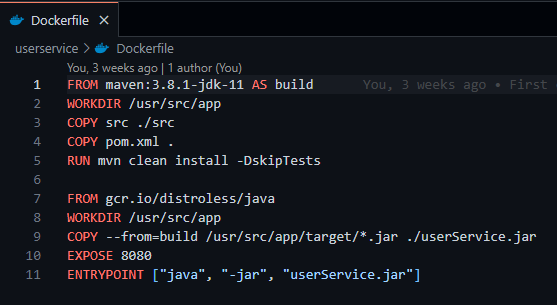 Dockerfile ×
userservice > Dockerfile
You, 3 weeks ago | 1 author (You)
1 FROM maven:3.8.1-jdk-11 AS build You, 3 weeks ago • First
2 WORKDIR /usr/src/app
3 COPY src ./src
4 COPY pom.xml .
5 RUN mvn clean install -DskipTests
6
7 FROM gcr.io/distroless/java
8 WORKDIR /usr/src/app
9 COPY --from=build /usr/src/app/target/*.jar ./userService.jar
10 EXPOSE 8080
11 ENTRYPOINT ["java", "-jar", "userService.jar"]